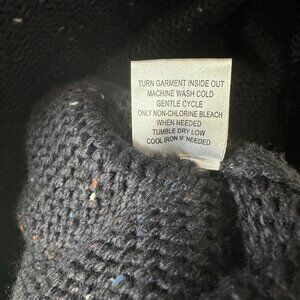 TURN GARMENT INSIDE OUT
MACHINE WASH COLD
GENTLE CYCLE
ONLY NON-CHLORINE BLEACH
WHEN NEEDED
TUMBLE DRY LOW
COOL IRON IF NEEDED